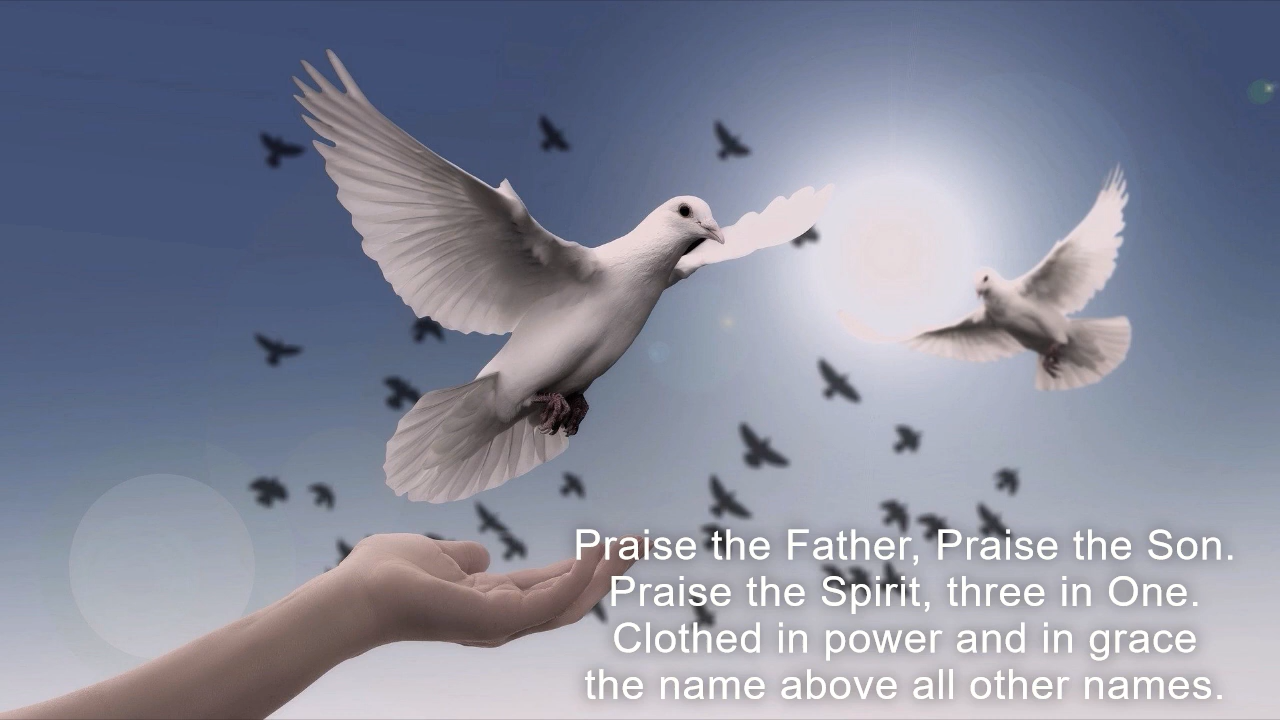 Praise the Father, Praise the Son.
Praise the Spirit, three in One.
Clothed in power and in grace
the name above all other names.